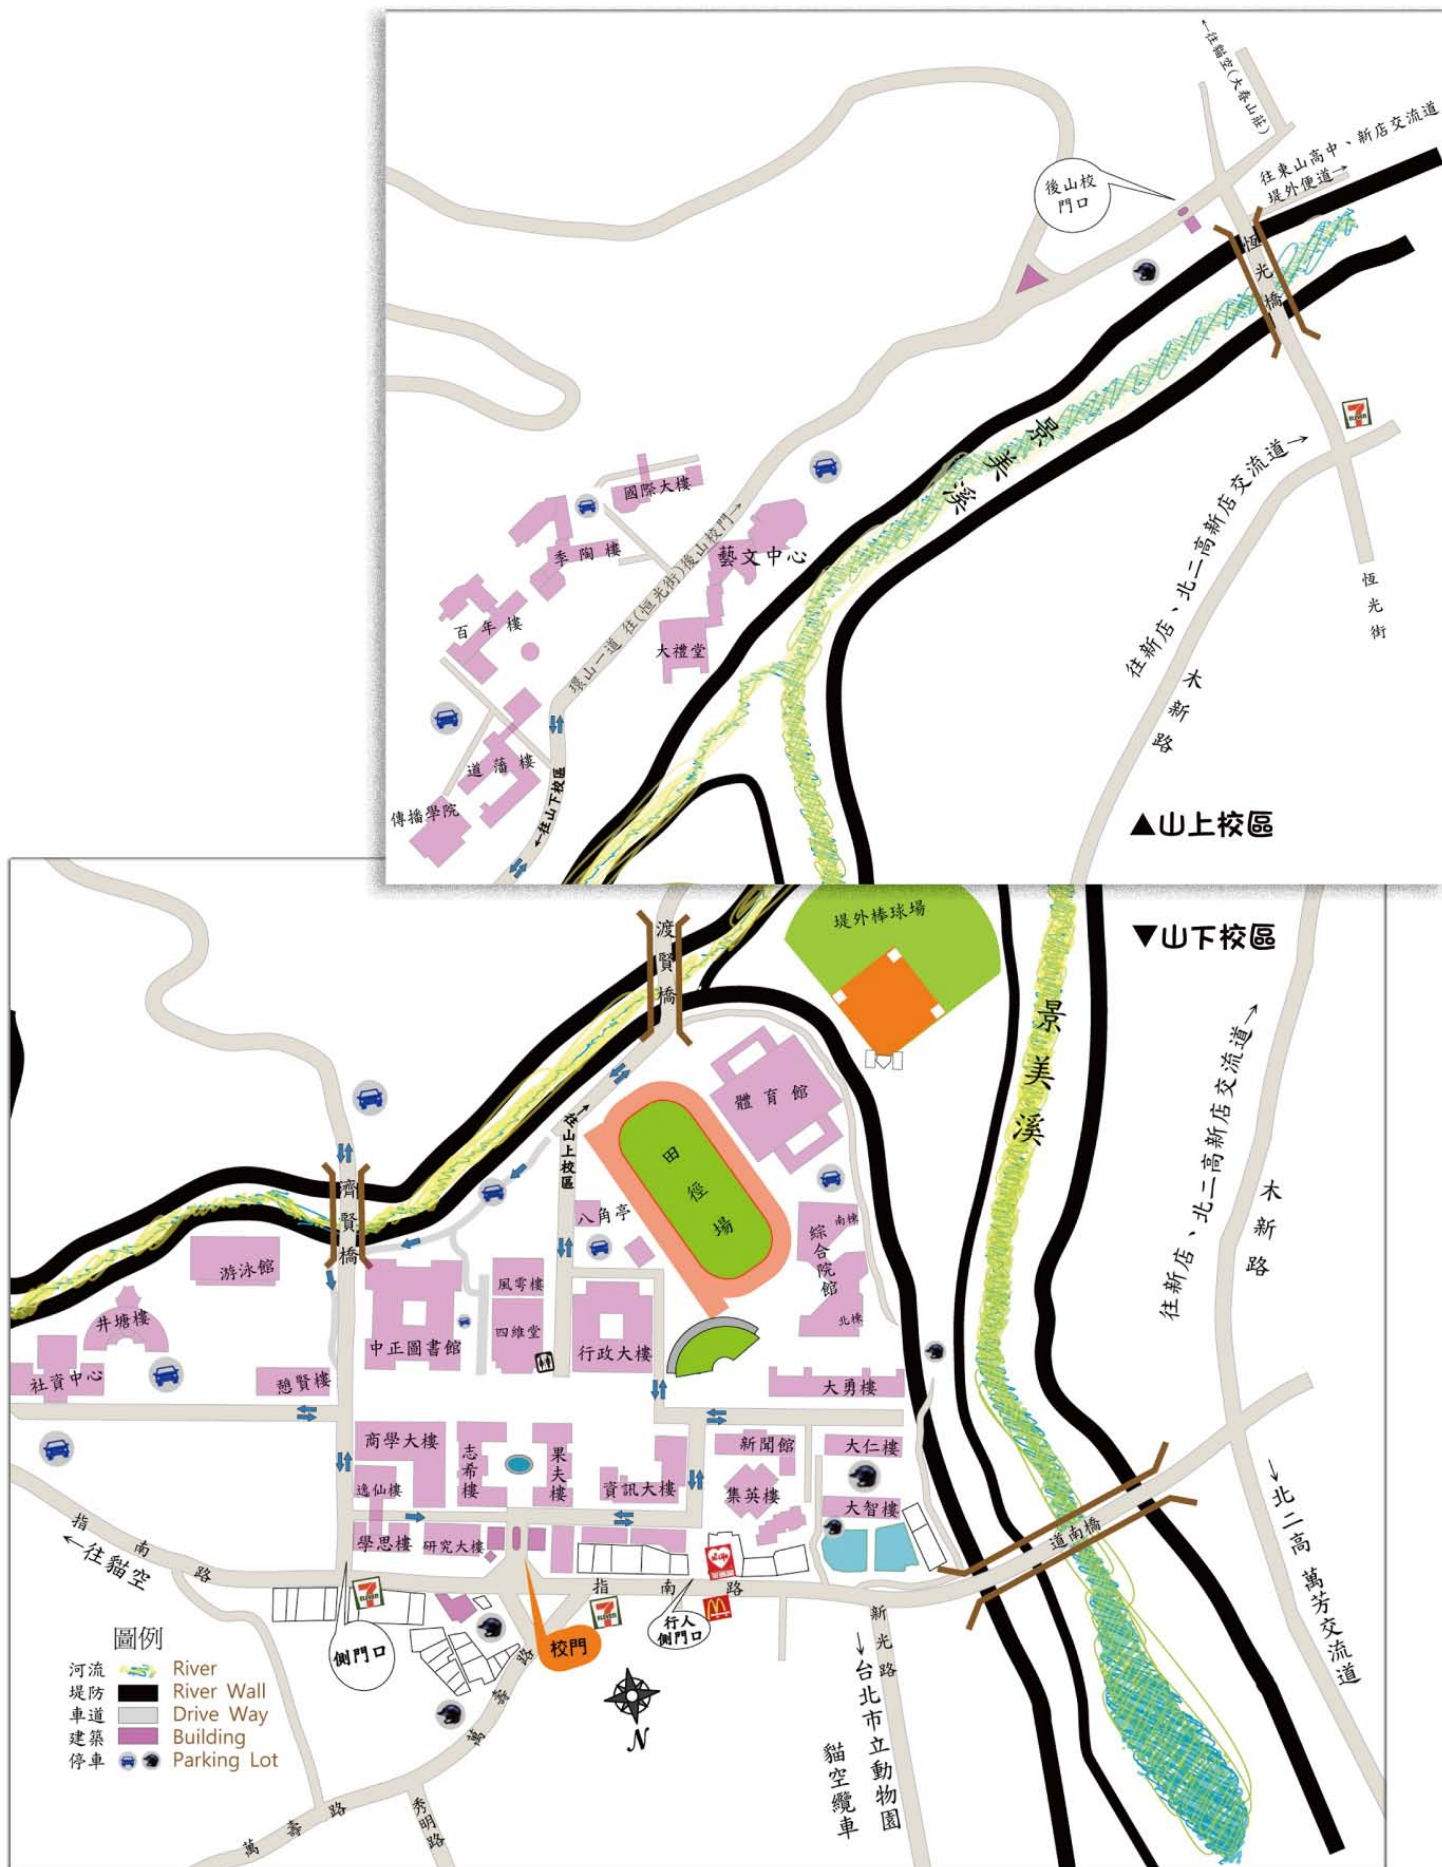 ←往貓空(大春山莊)
往東山高中、新店交流道
堤外便道→
後山校
門口
恆光橋
景美溪
往新店、北二高新店交流道→
恆光街
木新路
國際大樓
季陶樓
藝文中心
百年樓
大禮堂
環山一道 往(恆光街)後山校門→
道藩樓
傳播學院
←往山下校區
▲山上校區
▼山下校區
渡賢橋
堤外棒球場
景美溪
往新店、北二高新店交流道→
木新路
體育館
田徑場
往山上校區→
八角亭
濟賢橋
游泳館
井塘樓
社資中心
憩賢樓
中正圖書館
風雩樓
四維堂
行政大樓
綜合院館
南棟
北棟
大勇樓
商學大樓
志希樓
果夫樓
逸仙樓
資訊大樓
新聞館
集英樓
大仁樓
大智樓
學思樓
研究大樓
道南橋
指南路
←往貓空
指南路
7
ELEVEN
7
ELEVEN
7
ELEVEN
側門口
校門
行人
側門口
新光路
→台北市立動物園
貓空纜車
→北二高 萬芳交流道
萬壽路
萬壽路
秀明路
N
圖例
河流 River
堤防 River Wall
車道 Drive Way
建築 Building
停車 Parking Lot